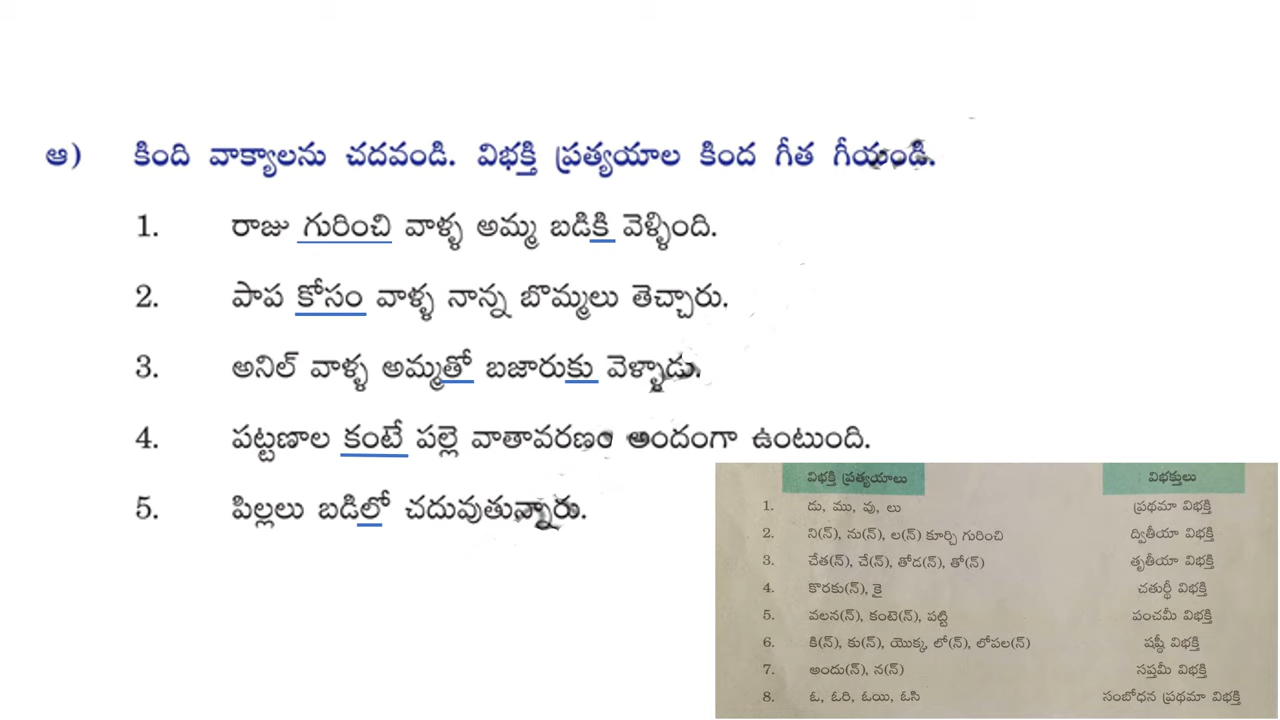 ఆ) కింది వాక్యాలను చదవండి. విభక్తి ప్రత్యయాల కింద గీత గీయండి.
1. రాజు గురించి వాళ్ళ అమ్మ బడికి వెళ్ళింది.
2. పాప కోసం వాళ్ళ నాన్న బొమ్మలు తెచ్చారు.
3. అనిల్ వాళ్ళ అమ్మతో బజారుకు వెళ్ళాడు.
4. పట్టణాల కంటే పల్లె వాతావరణం అందంగా ఉంటుంది.
5. పిల్లలు బడిలో చదువుతున్నారు.
విభక్తి ప్రత్యయాలు విభక్తులు
1. డు, ము, వు, లు ప్రథమా విభక్తి
2. ని(న్), ను(న్), ల(న్) కూర్చి గురించి ద్వితీయా విభక్తి
3. చేత(న్), చే(న్), తోడ(న్), తో(న్) తృతీయా విభక్తి
4. కొరకు(న్), కై చతుర్థీ విభక్తి
5. వలన(న్), కంటె(న్), పట్టి పంచమీ విభక్తి
6. కి(న్), కు(న్), యొక్క లో(న్), లోపల(న్) షష్ఠీ విభక్తి
7. అందు(న్), న(న్) సప్తమీ విభక్తి
8. ఓ, ఓరి, ఓయి, ఓసి సంబోధన ప్రథమా విభక్తి